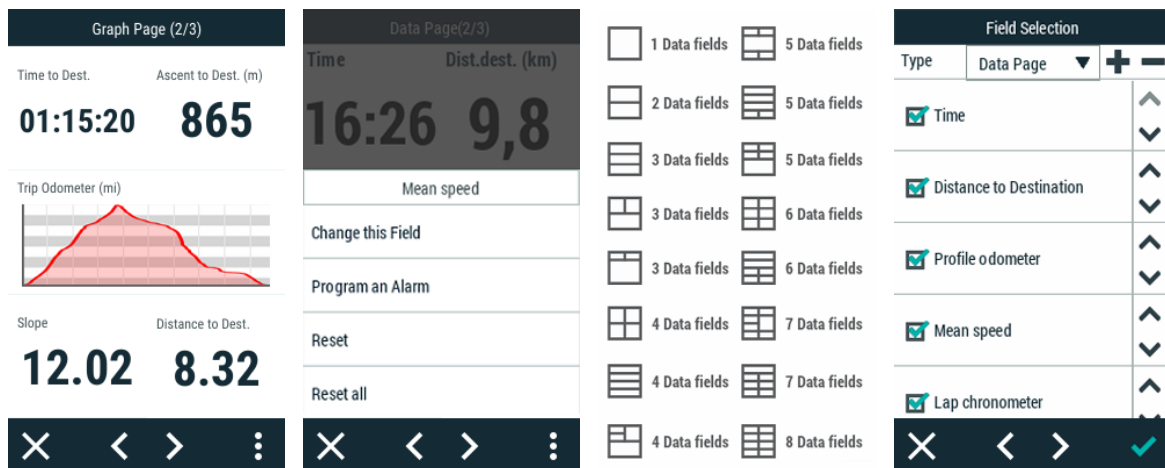 Graph Page (2/3)
Time to Dest. Ascent to Dest. (m)
01:15:20 865
Trip Odometer (mi)
Slope Distance to Dest.
12.02 8.32
Data Page(2/3)
Time Dist.dest. (km)
16:26 9,8
Mean speed
Change this Field
Program an Alarm
Reset
Reset all
1 Data fields 5 Data fields
2 Data fields 5 Data fields
3 Data fields 5 Data fields
3 Data fields 6 Data fields
3 Data fields 6 Data fields
4 Data fields 7 Data fields
4 Data fields 7 Data fields
4 Data fields 8 Data fields
Field Selection
Type Data Page
Time
Distance to Destination
Profile odometer
Mean speed
Lap chronometer